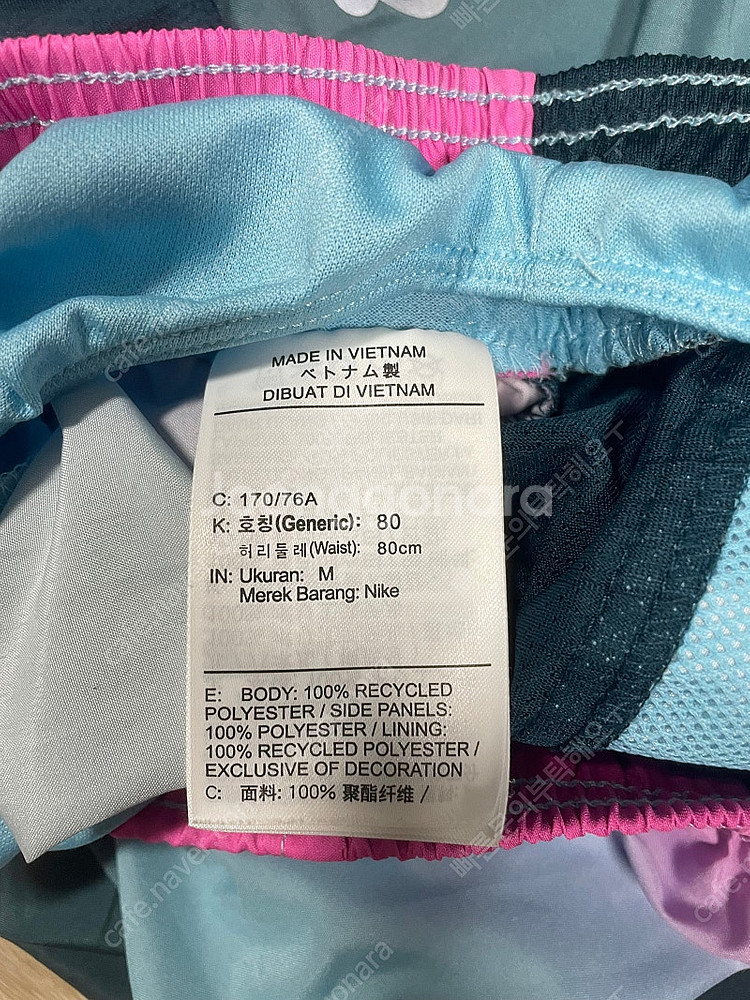 MADE IN VIETNAM
ベトナム製
DIBUAT DI VIETNAM
Joonggonara
C: 170/76A
K: 호칭(Generic): 80
허리둘레(Waist): 80cm
IN: Ukuran: M
Merek Barang: Nike
E: BODY: 100% RECYCLED
POLYESTER / SIDE PANELS:
100% POLYESTER / LINING:
100% RECYCLED POLYESTER /
EXCLUSIVE OF DECORATION
C: 面料: 100% 聚酯纤维 /